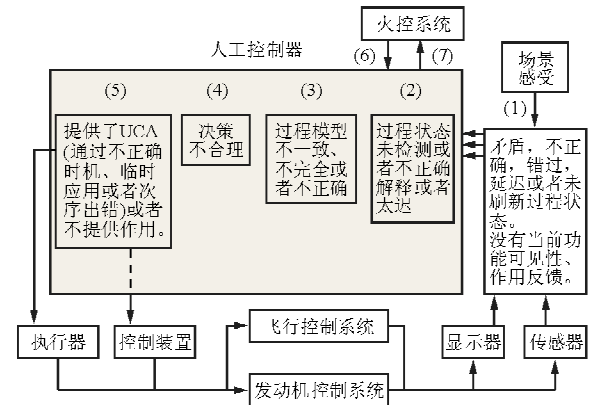 火控系统
人工控制器
(6)
(7)
场景
感受
(1)
(5)
(4)
(3)
(2)
提供了UCA
(通过不正确
时机、临时
应用或者次
序出错)或者
不提供作用。
决策
不合理
过程模型
不一致、
不完全或
者不正确
过程状态
未检测或
者不正确
解释或者
太迟
矛盾，不正
确，错过，
延迟或者未
刷新过程状
态。
没有当前功
能可见性、
作用反馈。
执行器
控制装置
飞行控制系统
发动机控制系统
显示器
传感器